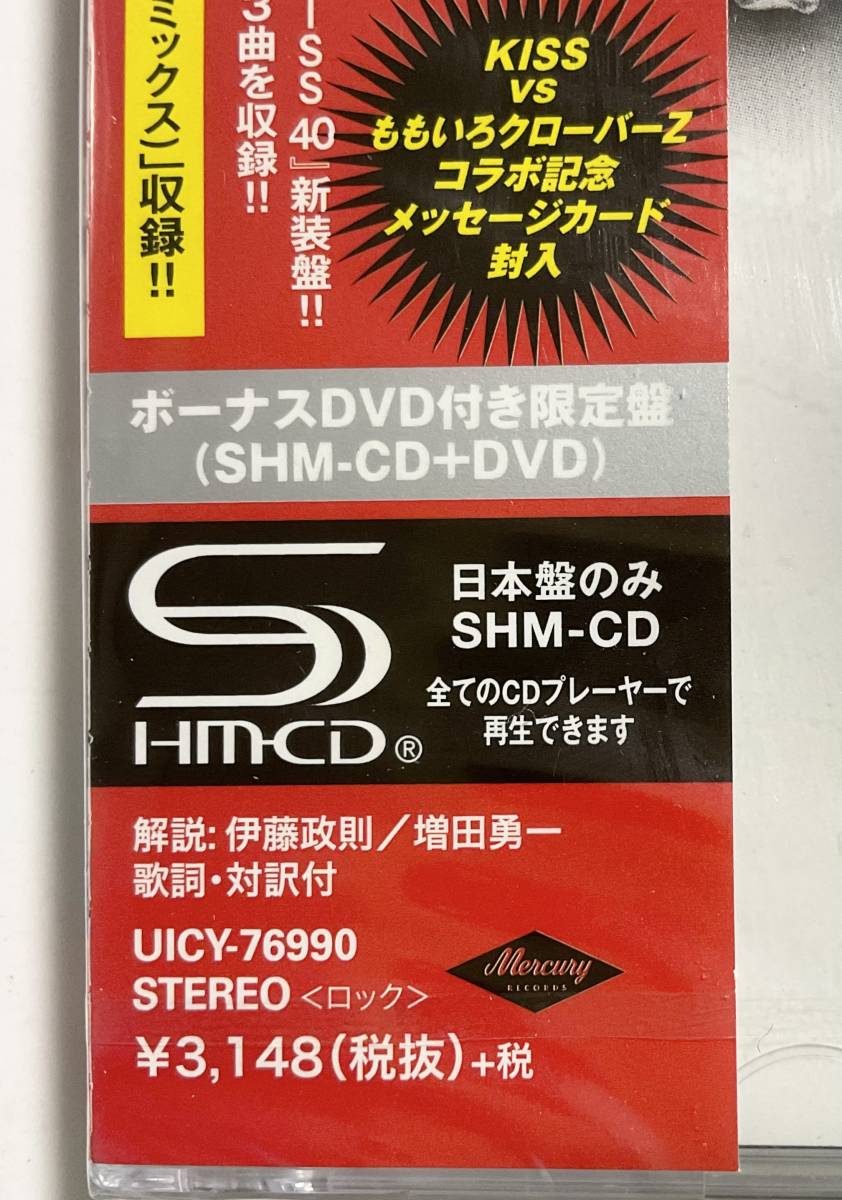 ミックス)」収録!!
ISS 40』新装盤!!
3曲を収録!!
KISS
vs
ももいろクローバーZ
コラボ記念
メッセージカード
封入
ボーナスDVD付き限定盤
(SHM-CD+DVD)
SHM-CD®
日本盤のみ
SHM-CD
全てのCDプレーヤーで
再生できます
解説: 伊藤政則/増田勇一
歌詞・対訳付
UICY-76990
STEREO <ロック>
¥3,148(税抜)+税
Mercury
RECORDS